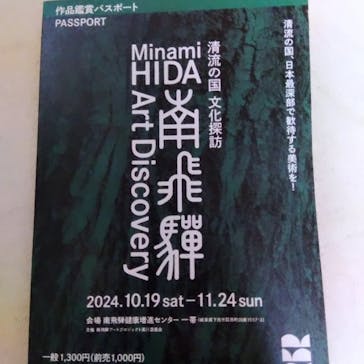 作品鑑賞パスポート
PASSPORT
清流の国、日本最深部で歓待する美術を!
清流の国 文化探訪
南飛騨
Minami
HIDA
Art Discovery
2024.10.19 sat—11.24 sun
会場 南飛騨健康増進センター 一帯
一般 1,300円(前売1,000円)